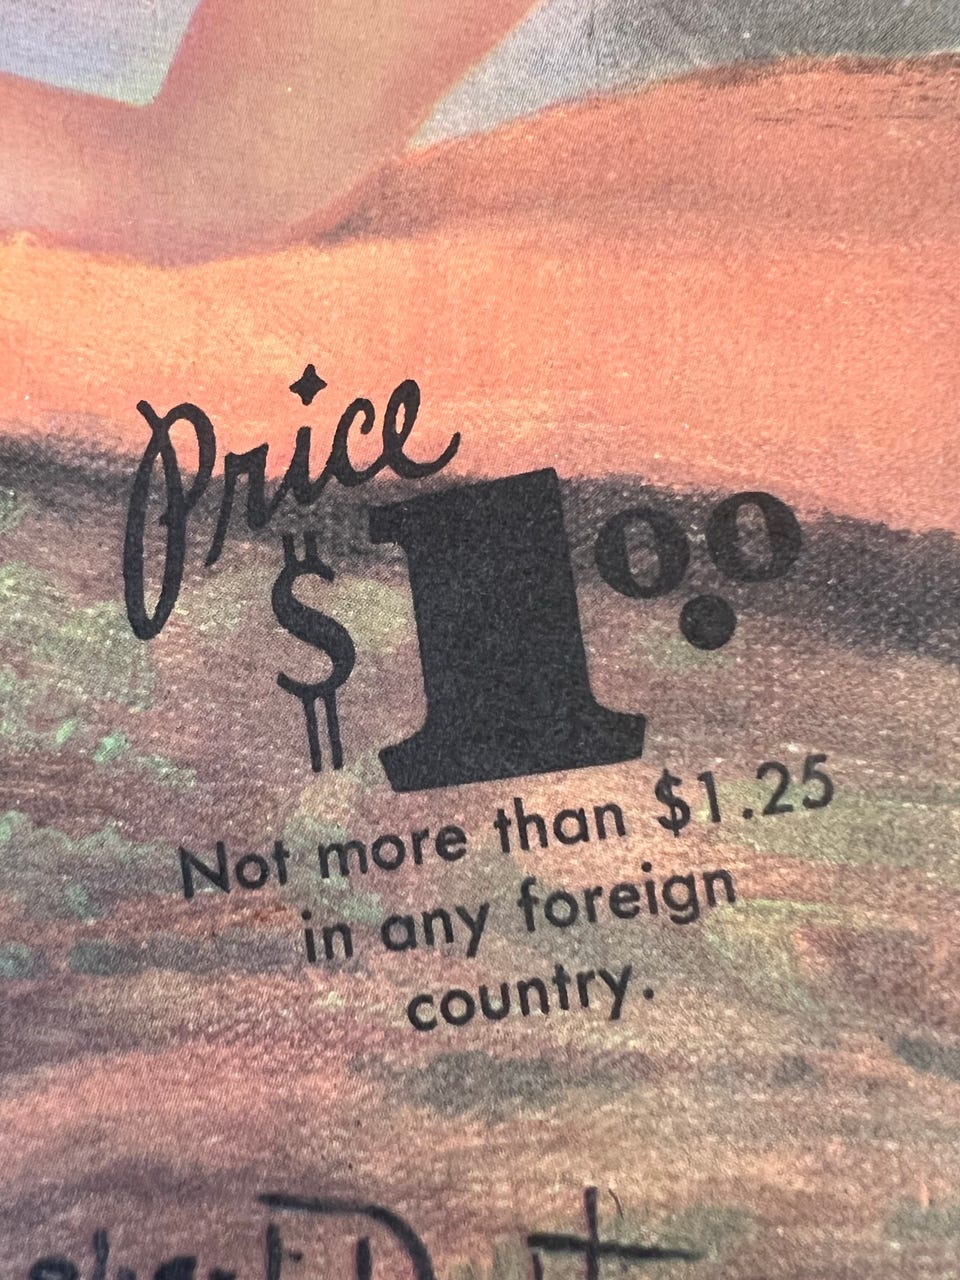 Price
$1.00
Not more than $1.25
in any foreign
country.